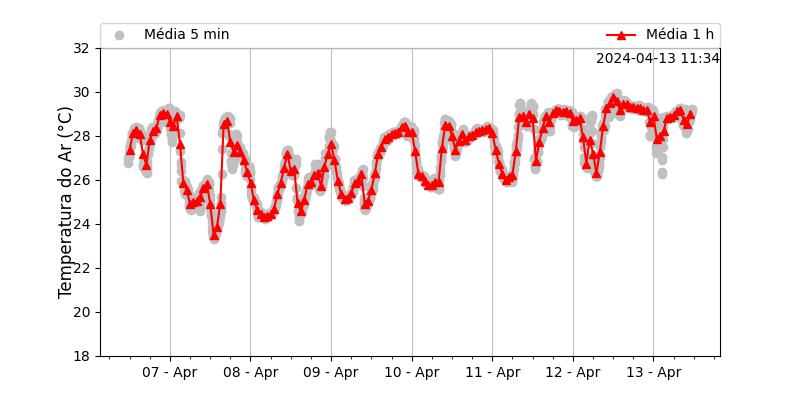 Média 5 min
Média 1 h
2024-04-13 11:34
Temperatura do Ar (°C)
32
30
28
26
24
22
20
18
07 - Apr
08 - Apr
09 - Apr
10 - Apr
11 - Apr
12 - Apr
13 - Apr